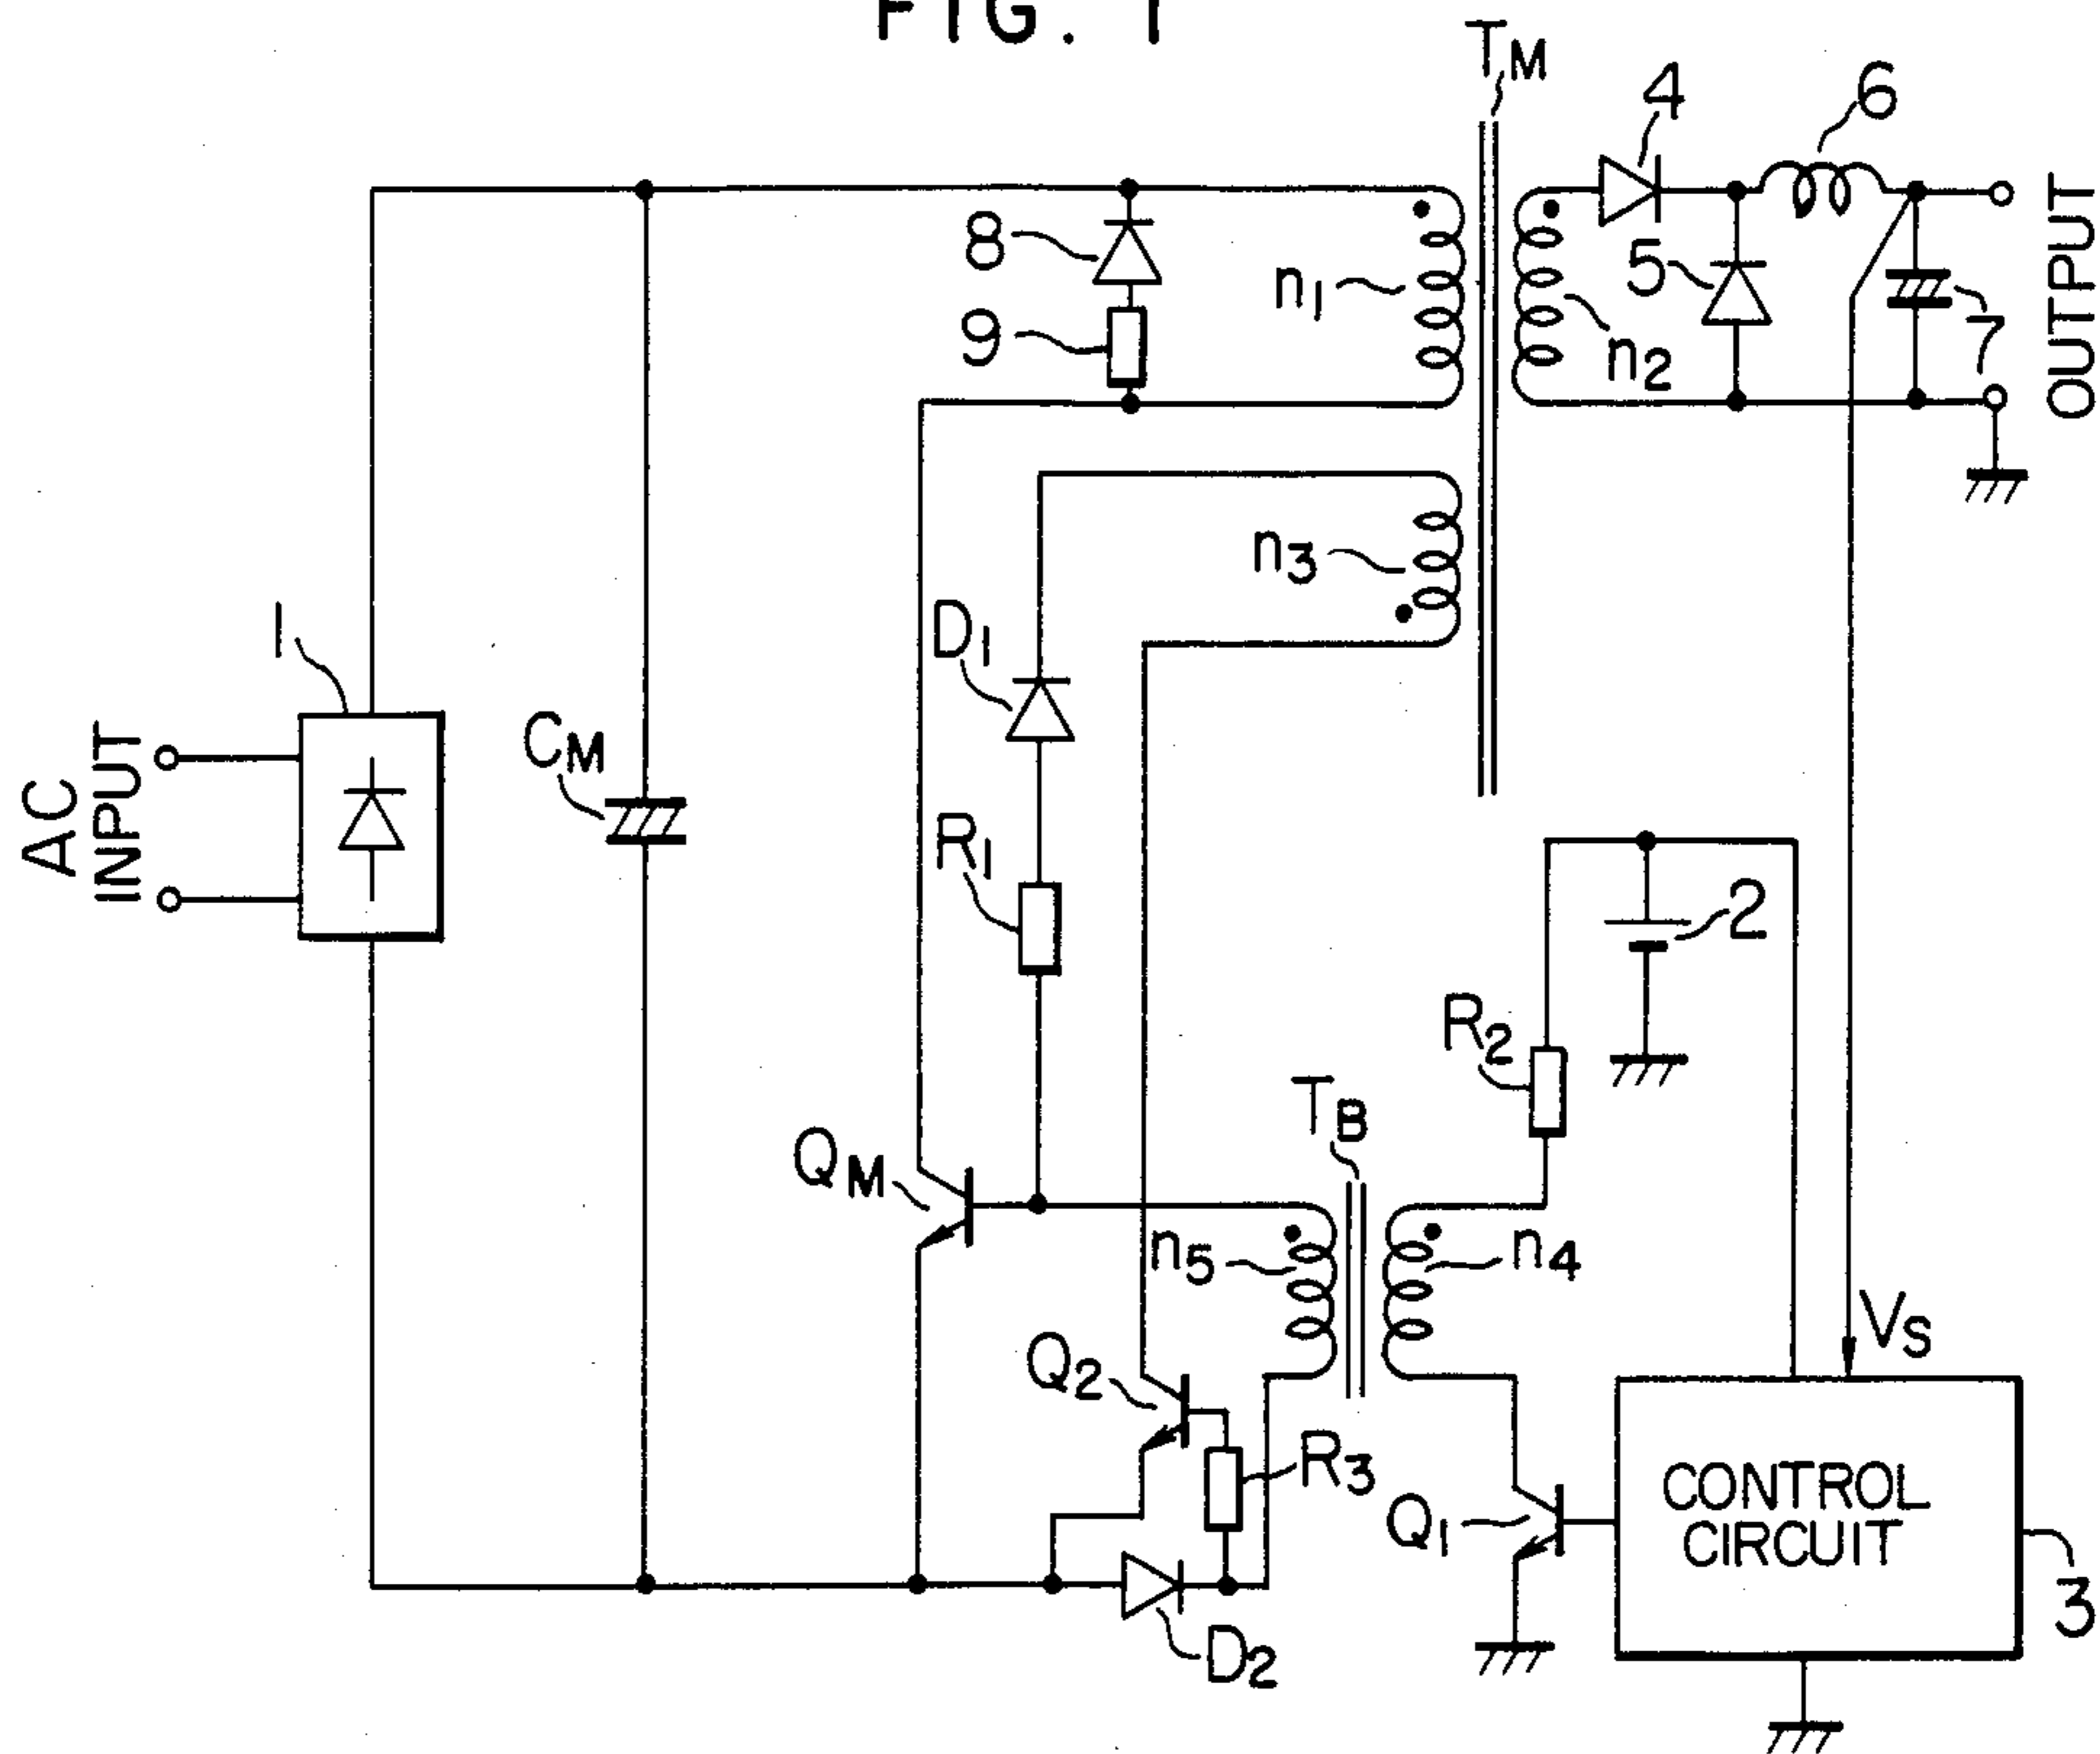 FIG. 1
TM
4
6
8
n1
n2
5
7
OUTPUT
9
n3
D1
1
AC
INPUT
CM
R1
2
R2
TB
QM
n5
n4
VS
Q2
R3
Q1
CONTROL
CIRCUIT
3
D2